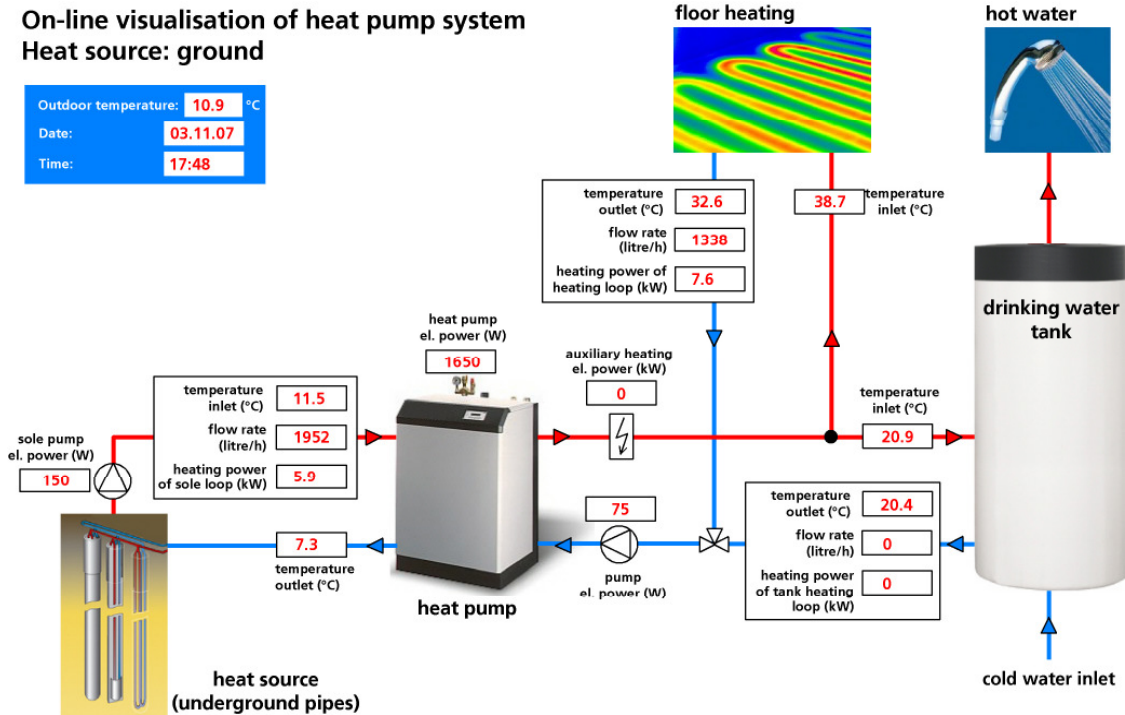 On-line visualisation of heat pump system
Heat source: ground
Outdoor temperature: 10.9 °C
Date: 03.11.07
Time: 17:48
floor heating
hot water
temperature
outlet (°C)
32.6
flow rate
(litre/h)
1338
heating power of
heating loop (kW)
7.6
38.7
temperature
inlet (°C)
drinking water
tank
heat pump
el. power (W)
1650
auxiliary heating
el. power (kW)
0
temperature
inlet (°C)
20.9
sole pump
el. power (W)
150
temperature
inlet (°C)
11.5
flow rate
(litre/h)
1952
heating power
of sole loop (kW)
5.9
7.3
temperature
outlet (°C)
heat pump
75
pump
el. power (W)
temperature
outlet (°C)
20.4
flow rate
(litre/h)
0
heating power
of tank heating
loop (kW)
0
heat source
(underground pipes)
cold water inlet